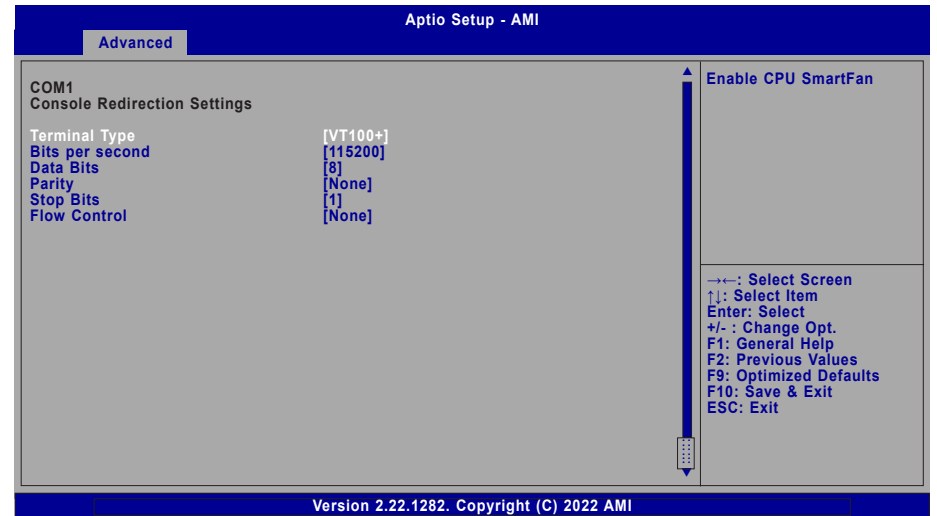 Aptio Setup - AMI
Advanced
COM1
Console Redirection Settings
Terminal Type [VT100+]
Bits per second [115200]
Data Bits [8]
Parity [None]
Stop Bits [1]
Flow Control [None]
Enable CPU SmartFan
→←: Select Screen
↑↓: Select Item
Enter: Select
+/- : Change Opt.
F1: General Help
F2: Previous Values
F9: Optimized Defaults
F10: Save & Exit
ESC: Exit
Version 2.22.1282. Copyright (C) 2022 AMI